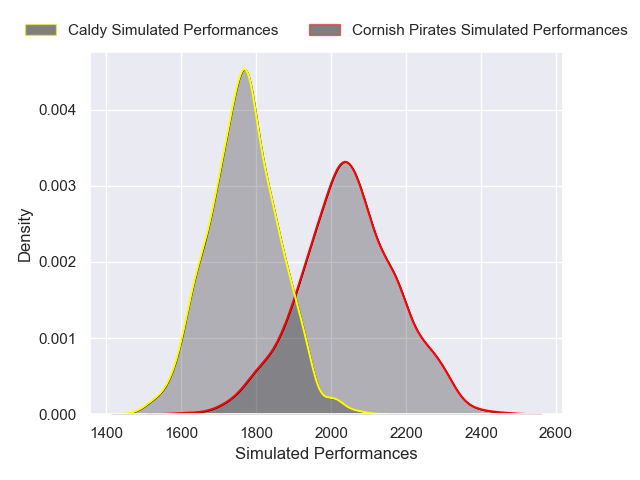 Caldy Simulated Performances
Cornish Pirates Simulated Performances
0.004
0.003
0.002
0.001
0.000
Density
1400 1600 1800 2000 2200 2400 2600
Simulated Performances